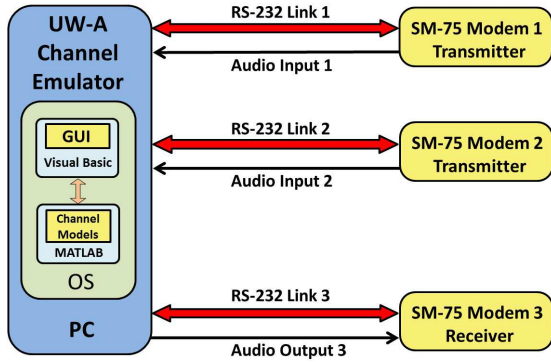 UW-A
Channel
Emulator
GUI
Visual Basic
Channel
Models
MATLAB
OS
PC
RS-232 Link 1
Audio Input 1
SM-75 Modem 1
Transmitter
RS-232 Link 2
Audio Input 2
SM-75 Modem 2
Transmitter
RS-232 Link 3
Audio Output 3
SM-75 Modem 3
Receiver